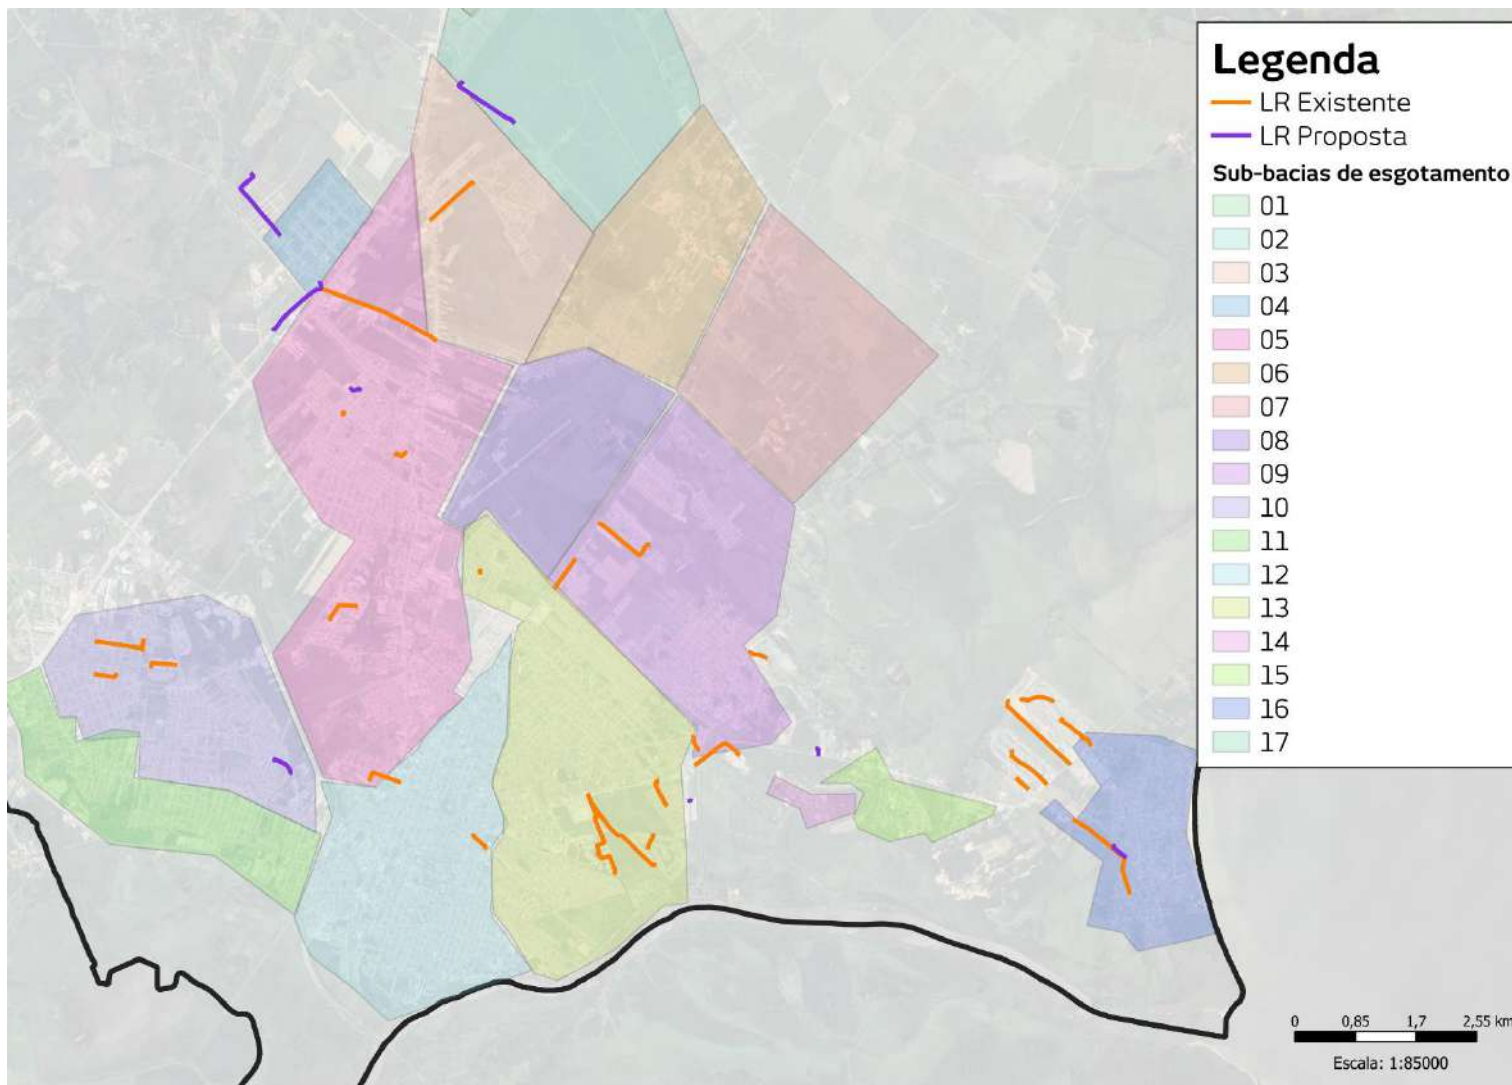 Legenda
LR Existente
LR Proposta
Sub-bacias de esgotamento
01
02
03
04
05
06
07
08
09
10
11
12
13
14
15
16
17
0 0,85 1,7 2,55 km
Escala: 1:85000